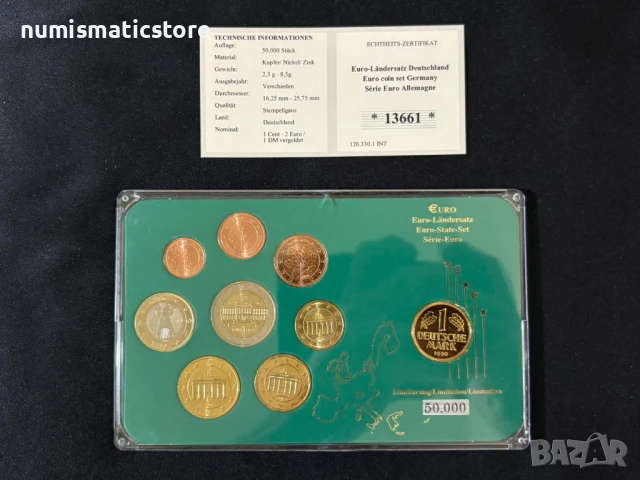 numismaticstore
TECHNISCHE INFORMATIONEN
Auflage: 50.000 Stück
Material: Kupfer/ Nickel/ Zink
Gewicht: 2,3 g - 8,5g
Ausgabejahr: Verschieden
Durchmesser: 16,25 mm - 25,75 mm
Qualität: Stempelglanz
Land: Deutschland
Nominal: 1 Cent - 2 Euro /
1 DM vergoldet
ECHTHEITS-ZERTIFIKAT
Euro-Ländersatz Deutschland
Euro coin set Germany
Série Euro Allemagne
* 13661 *
120.330.1 INT
€URO
Euro-Ländersatz
Euro-State-Set
Série-Euro
1
DEUTSCHE
MARK
1990
Limitierung/Limitation/Limitation
50.000
BAZAR